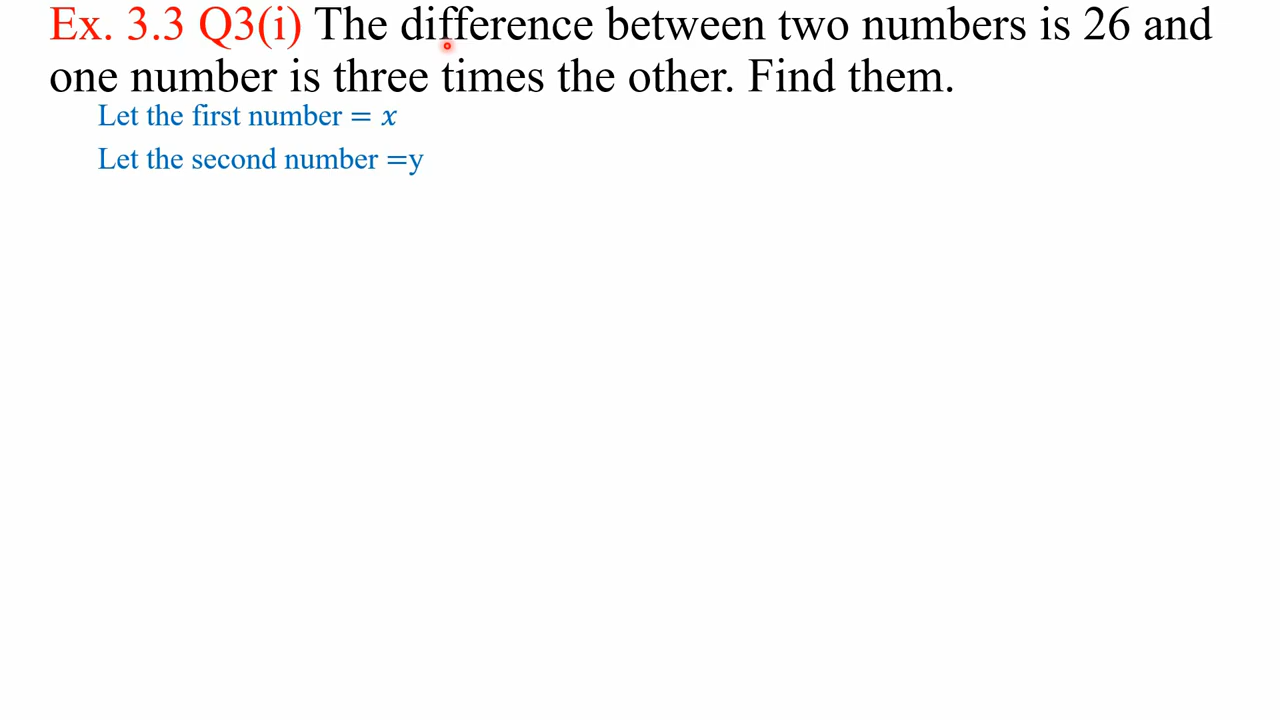 Ex. 3.3 Q3(i) The difference between two numbers is 26 and
one number is three times the other. Find them.
Let the first number = x
Let the second number =y